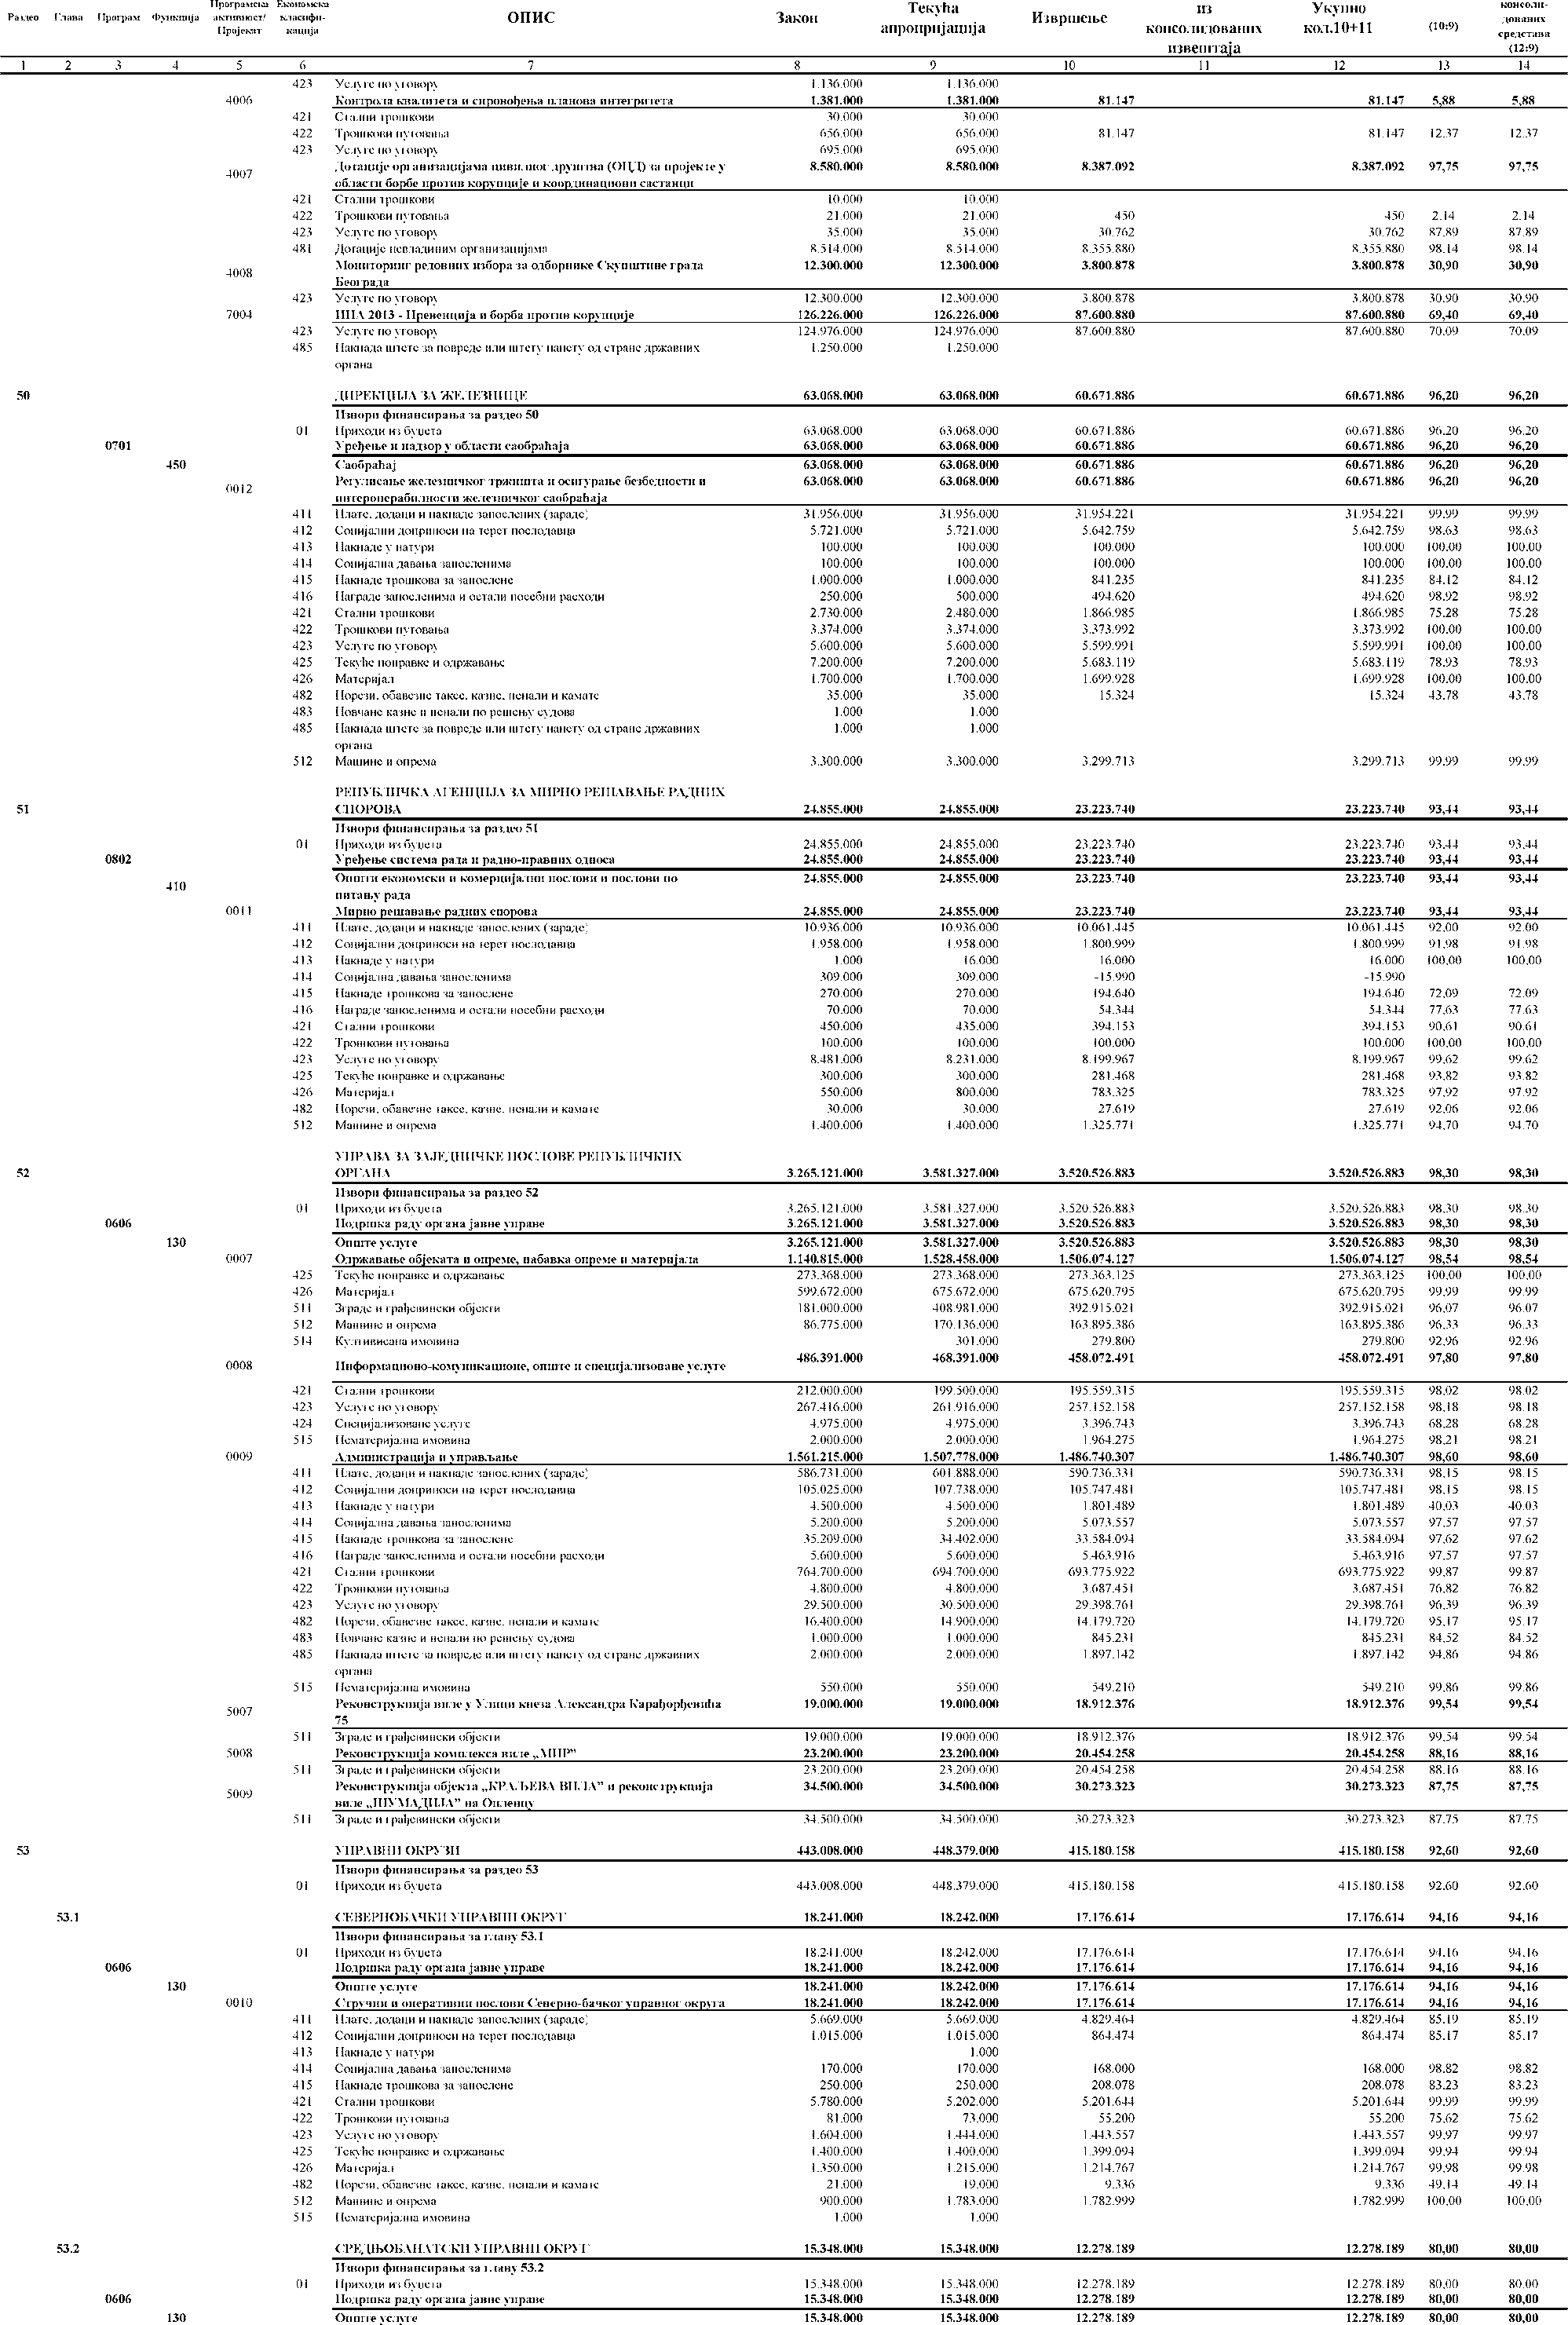 Раздео Глава Програм Функција Програмска активност/ Пројекат Економска класифи-кација ОПИС Закон Текућа апропријација Извршење из консолидованих извештаја Укупно кол.10+11 (10:9) консоли-дованих средстава (12:9)
1 2 3 4 5 6 7 8 9 10 11 12 13 14
423 Услуге по уговору 1.136.000 1.136.000
4006 Контрола квалитета и спровођења планова интегритета 1.381.000 1.381.000 81.147 81.147 5,88 5,88
421 Стални трошкови 30.000 30.000
422 Трошкови путовања 656.000 656.000 81.147 81.147 12,37 12,37
423 Услуге по уговору 695.000 695.000
4007 Дотације организацијама цивилног друштва (ОЦД) за пројекте у 8.580.000 8.580.000 8.387.092 8.387.092 97,75 97,75
области борбе против корупције и координациони састанци
421 Стални трошкови 10.000 10.000
422 Трошкови путовања 21.000 21.000 450 450 2,14 2,14
423 Услуге по уговору 35.000 35.000 30.762 30.762 87,89 87,89
481 Дотације невладиним организацијама 8.514.000 8.514.000 8.355.880 8.355.880 98,14 98,14
4008 Мониторинг редовних избора за одборнике Скупштине града 12.300.000 12.300.000 3.800.878 3.800.878 30,90 30,90
Београда
423 Услуге по уговору 12.300.000 12.300.000 3.800.878 3.800.878 30,90 30,90
7004 ИПА 2013 - Превенција и борба против корупције 126.226.000 126.226.000 87.600.880 87.600.880 69,40 69,40
423 Услуге по уговору 124.976.000 124.976.000 87.600.880 87.600.880 70,09 70,09
485 Накнада штете за повреде или штету нанету од стране државних 1.250.000 1.250.000
органа
50 ДИРЕКЦИЈА ЗА ЖЕЛЕЗНИЦЕ 63.068.000 63.068.000 60.671.886 60.671.886 96,20 96,20
Извори финансирања за раздео 50
01 Приходи из буџета 63.068.000 63.068.000 60.671.886 60.671.886 96,20 96,20
0701 Уређење и надзор у области саобраћаја 63.068.000 63.068.000 60.671.886 60.671.886 96,20 96,20
450 Саобраћај 63.068.000 63.068.000 60.671.886 60.671.886 96,20 96,20
0012 Регулисање железничког тржишта и осигурање безбедности и 63.068.000 63.068.000 60.671.886 60.671.886 96,20 96,20
интероперабилности железничког саобраћаја
411 Плате, додаци и накнаде запослених (зараде) 31.956.000 31.956.000 31.954.221 31.954.221 99,99 99,99
412 Социјални доприноси на терет послодавца 5.721.000 5.721.000 5.642.759 5.642.759 98,63 98,63
413 Накнаде у натури 100.000 100.000 100.000 100.000 100,00 100,00
414 Социјална давања запосленима 100.000 100.000 100.000 100.000 100,00 100,00
415 Накнаде трошкова за запослене 1.000.000 1.000.000 841.235 841.235 84,12 84,12
416 Награде запосленима и остали посебни расходи 250.000 500.000 494.620 494.620 98,92 98,92
421 Стални трошкови 2.730.000 2.480.000 1.866.985 1.866.985 75,28 75,28
422 Трошкови путовања 3.374.000 3.374.000 3.373.992 3.373.992 100,00 100,00
423 Услуге по уговору 5.600.000 5.600.000 5.599.991 5.599.991 100,00 100,00
425 Текуће поправке и одржавање 7.200.000 7.200.000 5.683.119 5.683.119 78,93 78,93
426 Материјал 1.700.000 1.700.000 1.699.928 1.699.928 100,00 100,00
482 Порези, обавезне таксе, казне, пенали и камате 35.000 35.000 15.324 15.324 43,78 43,78
483 Новчане казне и пенали по решењу судова 1.000 1.000
485 Накнада штете за повреде или штету нанету од стране државних 1.000 1.000
органа
512 Машине и опрема 3.300.000 3.300.000 3.299.713 3.299.713 99,99 99,99
РЕПУБЛИЧКА АГЕНЦИЈА ЗА МИРНО РЕШАВАЊЕ РАДНИХ
51 СПОРОВА 24.855.000 24.855.000 23.223.740 23.223.740 93,44 93,44
Извори финансирања за раздео 51
01 Приходи из буџета 24.855.000 24.855.000 23.223.740 23.223.740 93,44 93,44
0802 Уређење система рада и радно-правних односа 24.855.000 24.855.000 23.223.740 23.223.740 93,44 93,44
410 Општи економски и комерцијални послови и послови по 24.855.000 24.855.000 23.223.740 23.223.740 93,44 93,44
питању рада
0011 Мирно решавање радних спорова 24.855.000 24.855.000 23.223.740 23.223.740 93,44 93,44
411 Плате, додаци и накнаде запослених (зараде) 10.936.000 10.936.000 10.061.445 10.061.445 92,00 92,00
412 Социјални доприноси на терет послодавца 1.958.000 1.958.000 1.800.999 1.800.999 91,98 91,98
413 Накнаде у натури 1.000 16.000 16.000 16.000 100,00 100,00
414 Социјална давања запосленима 309.000 309.000 -15.990 -15.990
415 Накнаде трошкова за запослене 270.000 270.000 194.640 194.640 72,09 72,09
416 Награде запосленима и остали посебни расходи 70.000 70.000 54.344 54.344 77,63 77,63
421 Стални трошкови 450.000 435.000 394.153 394.153 90,61 90,61
422 Трошкови путовања 100.000 100.000 100.000 100.000 100,00 100,00
423 Услуге по уговору 8.481.000 8.231.000 8.199.967 8.199.967 99,62 99,62
425 Текуће поправке и одржавање 300.000 300.000 281.468 281.468 93,82 93,82
426 Материјал 550.000 800.000 783.325 783.325 97,92 97,92
482 Порези, обавезне таксе, казне, пенали и камате 30.000 30.000 27.619 27.619 92,06 92,06
512 Машине и опрема 1.400.000 1.400.000 1.325.771 1.325.771 94,70 94,70
УПРАВА ЗА ЗАЈЕДНИЧКЕ ПОСЛОВЕ РЕПУБЛИЧКИХ
52 ОРГАНА 3.265.121.000 3.581.327.000 3.520.526.883 3.520.526.883 98,30 98,30
Извори финансирања за раздео 52
01 Приходи из буџета 3.265.121.000 3.581.327.000 3.520.526.883 3.520.526.883 98,30 98,30
0606 Подршка раду органа јавне управе 3.265.121.000 3.581.327.000 3.520.526.883 3.520.526.883 98,30 98,30
130 Опште услуге 3.265.121.000 3.581.327.000 3.520.526.883 3.520.526.883 98,30 98,30
0007 Одржавање објеката и опреме, набавка опреме и материјала 1.140.815.000 1.528.458.000 1.506.074.127 1.506.074.127 98,54 98,54
425 Текуће поправке и одржавање 273.368.000 273.368.000 273.363.125 273.363.125 100,00 100,00
426 Материјал 599.672.000 675.672.000 675.620.795 675.620.795 99,99 99,99
511 Зграде и грађевински објекти 181.000.000 408.981.000 392.915.021 392.915.021 96,07 96,07
512 Машине и опрема 86.775.000 170.136.000 163.895.386 163.895.386 96,33 96,33
514 Култивисана имовина 301.000 279.800 279.800 92,96 92,96
0008 Информационо-комуникационе, опште и специјализоване услуге 486.391.000 468.391.000 458.072.491 458.072.491 97,80 97,80
421 Стални трошкови 212.000.000 199.500.000 195.559.315 195.559.315 98,02 98,02
423 Услуге по уговору 267.416.000 261.916.000 257.152.158 257.152.158 98,18 98,18
424 Специјализоване услуге 4.975.000 4.975.000 3.396.743 3.396.743 68,28 68,28
515 Нематеријална имовина 2.000.000 2.000.000 1.964.275 1.964.275 98,21 98,21
0009 Администрација и управљање 1.561.215.000 1.507.778.000 1.486.740.307 1.486.740.307 98,60 98,60
411 Плате, додаци и накнаде запослених (зараде) 586.731.000 601.888.000 590.736.331 590.736.331 98,15 98,15
412 Социјални доприноси на терет послодавца 105.025.000 107.738.000 105.747.481 105.747.481 98,15 98,15
413 Накнаде у натури 4.500.000 4.500.000 1.801.489 1.801.489 40,03 40,03
414 Социјална давања запосленима 5.200.000 5.200.000 5.073.557 5.073.557 97,57 97,57
415 Накнаде трошкова за запослене 35.209.000 34.402.000 33.584.094 33.584.094 97,62 97,62
416 Награде запосленима и остали посебни расходи 5.600.000 5.600.000 5.463.916 5.463.916 97,57 97,57
421 Стални трошкови 764.700.000 694.700.000 693.775.922 693.775.922 99,87 99,87
422 Трошкови путовања 4.800.000 4.800.000 3.687.451 3.687.451 76,82 76,82
423 Услуге по уговору 29.500.000 30.500.000 29.398.761 29.398.761 96,39 96,39
482 Порези, обавезне таксе, казне, пенали и камате 16.400.000 14.900.000 14.179.720 14.179.720 95,17 95,17
483 Новчане казне и пенали по решењу судова 1.000.000 1.000.000 845.231 845.231 84,52 84,52
485 Накнада штете за повреде или штету нанету од стране државних 2.000.000 2.000.000 1.897.142 1.897.142 94,86 94,86
органа
515 Нематеријална имовина 550.000 550.000 549.210 549.210 99,86 99,86
5007 Реконструкција виле у Улици кнеза Александра Карађорђевића 19.000.000 19.000.000 18.912.376 18.912.376 99,54 99,54
75
511 Зграде и грађевински објекти 19.000.000 19.000.000 18.912.376 18.912.376 99,54 99,54
5008 Реконструкција комплекса виле „МИР” 23.200.000 23.200.000 20.454.258 20.454.258 88,16 88,16
511 Зграде и грађевински објекти 23.200.000 23.200.000 20.454.258 20.454.258 88,16 88,16
5009 Реконструкција објекта „КРАЉЕВА ВИЛА” и реконструкција 34.500.000 34.500.000 30.273.323 30.273.323 87,75 87,75
виле „ШУМАДИЈА” на Опленцу
511 Зграде и грађевински објекти 34.500.000 34.500.000 30.273.323 30.273.323 87,75 87,75
53 УПРАВНИ ОКРУЗИ 443.008.000 448.379.000 415.180.158 415.180.158 92,60 92,60
Извори финансирања за раздео 53
01 Приходи из буџета 443.008.000 448.379.000 415.180.158 415.180.158 92,60 92,60
53.1 СЕВЕРНОБАЧКИ УПРАВНИ ОКРУГ 18.241.000 18.242.000 17.176.614 17.176.614 94,16 94,16
Извори финансирања за главу 53.1
01 Приходи из буџета 18.241.000 18.242.000 17.176.614 17.176.614 94,16 94,16
0606 Подршка раду органа јавне управе 18.241.000 18.242.000 17.176.614 17.176.614 94,16 94,16
130 Опште услуге 18.241.000 18.242.000 17.176.614 17.176.614 94,16 94,16
0010 Стручни и оперативни послови Северно-бачког управног округа 18.241.000 18.242.000 17.176.614 17.176.614 94,16 94,16
411 Плате, додаци и накнаде запослених (зараде) 5.669.000 5.669.000 4.829.464 4.829.464 85,19 85,19
412 Социјални доприноси на терет послодавца 1.015.000 1.015.000 864.474 864.474 85,17 85,17
413 Накнаде у натури 1.000
414 Социјална давања запосленима 170.000 170.000 168.000 168.000 98,82 98,82
415 Накнаде трошкова за запослене 250.000 250.000 208.078 208.078 83,23 83,23
421 Стални трошкови 5.780.000 5.202.000 5.201.644 5.201.644 99,99 99,99
422 Трошкови путовања 81.000 73.000 55.200 55.200 75,62 75,62
423 Услуге по уговору 1.604.000 1.444.000 1.443.557 1.443.557 99,97 99,97
425 Текуће поправке и одржавање 1.400.000 1.400.000 1.399.094 1.399.094 99,94 99,94
426 Материјал 1.350.000 1.215.000 1.214.767 1.214.767 99,98 99,98
482 Порези, обавезне таксе, казне, пенали и камате 21.000 19.000 9.336 9.336 49,14 49,14
512 Машине и опрема 900.000 1.783.000 1.782.999 1.782.999 100,00 100,00
515 Нематеријална имовина 1.000 1.000
53.2 СРЕДЊОБАНАТСКИ УПРАВНИ ОКРУГ 15.348.000 15.348.000 12.278.189 12.278.189 80,00 80,00
Извори финансирања за главу 53.2
01 Приходи из буџета 15.348.000 15.348.000 12.278.189 12.278.189 80,00 80,00
0606 Подршка раду органа јавне управе 15.348.000 15.348.000 12.278.189 12.278.189 80,00 80,00
130 Опште услуге 15.348.000 15.348.000 12.278.189 12.278.189 80,00 80,00